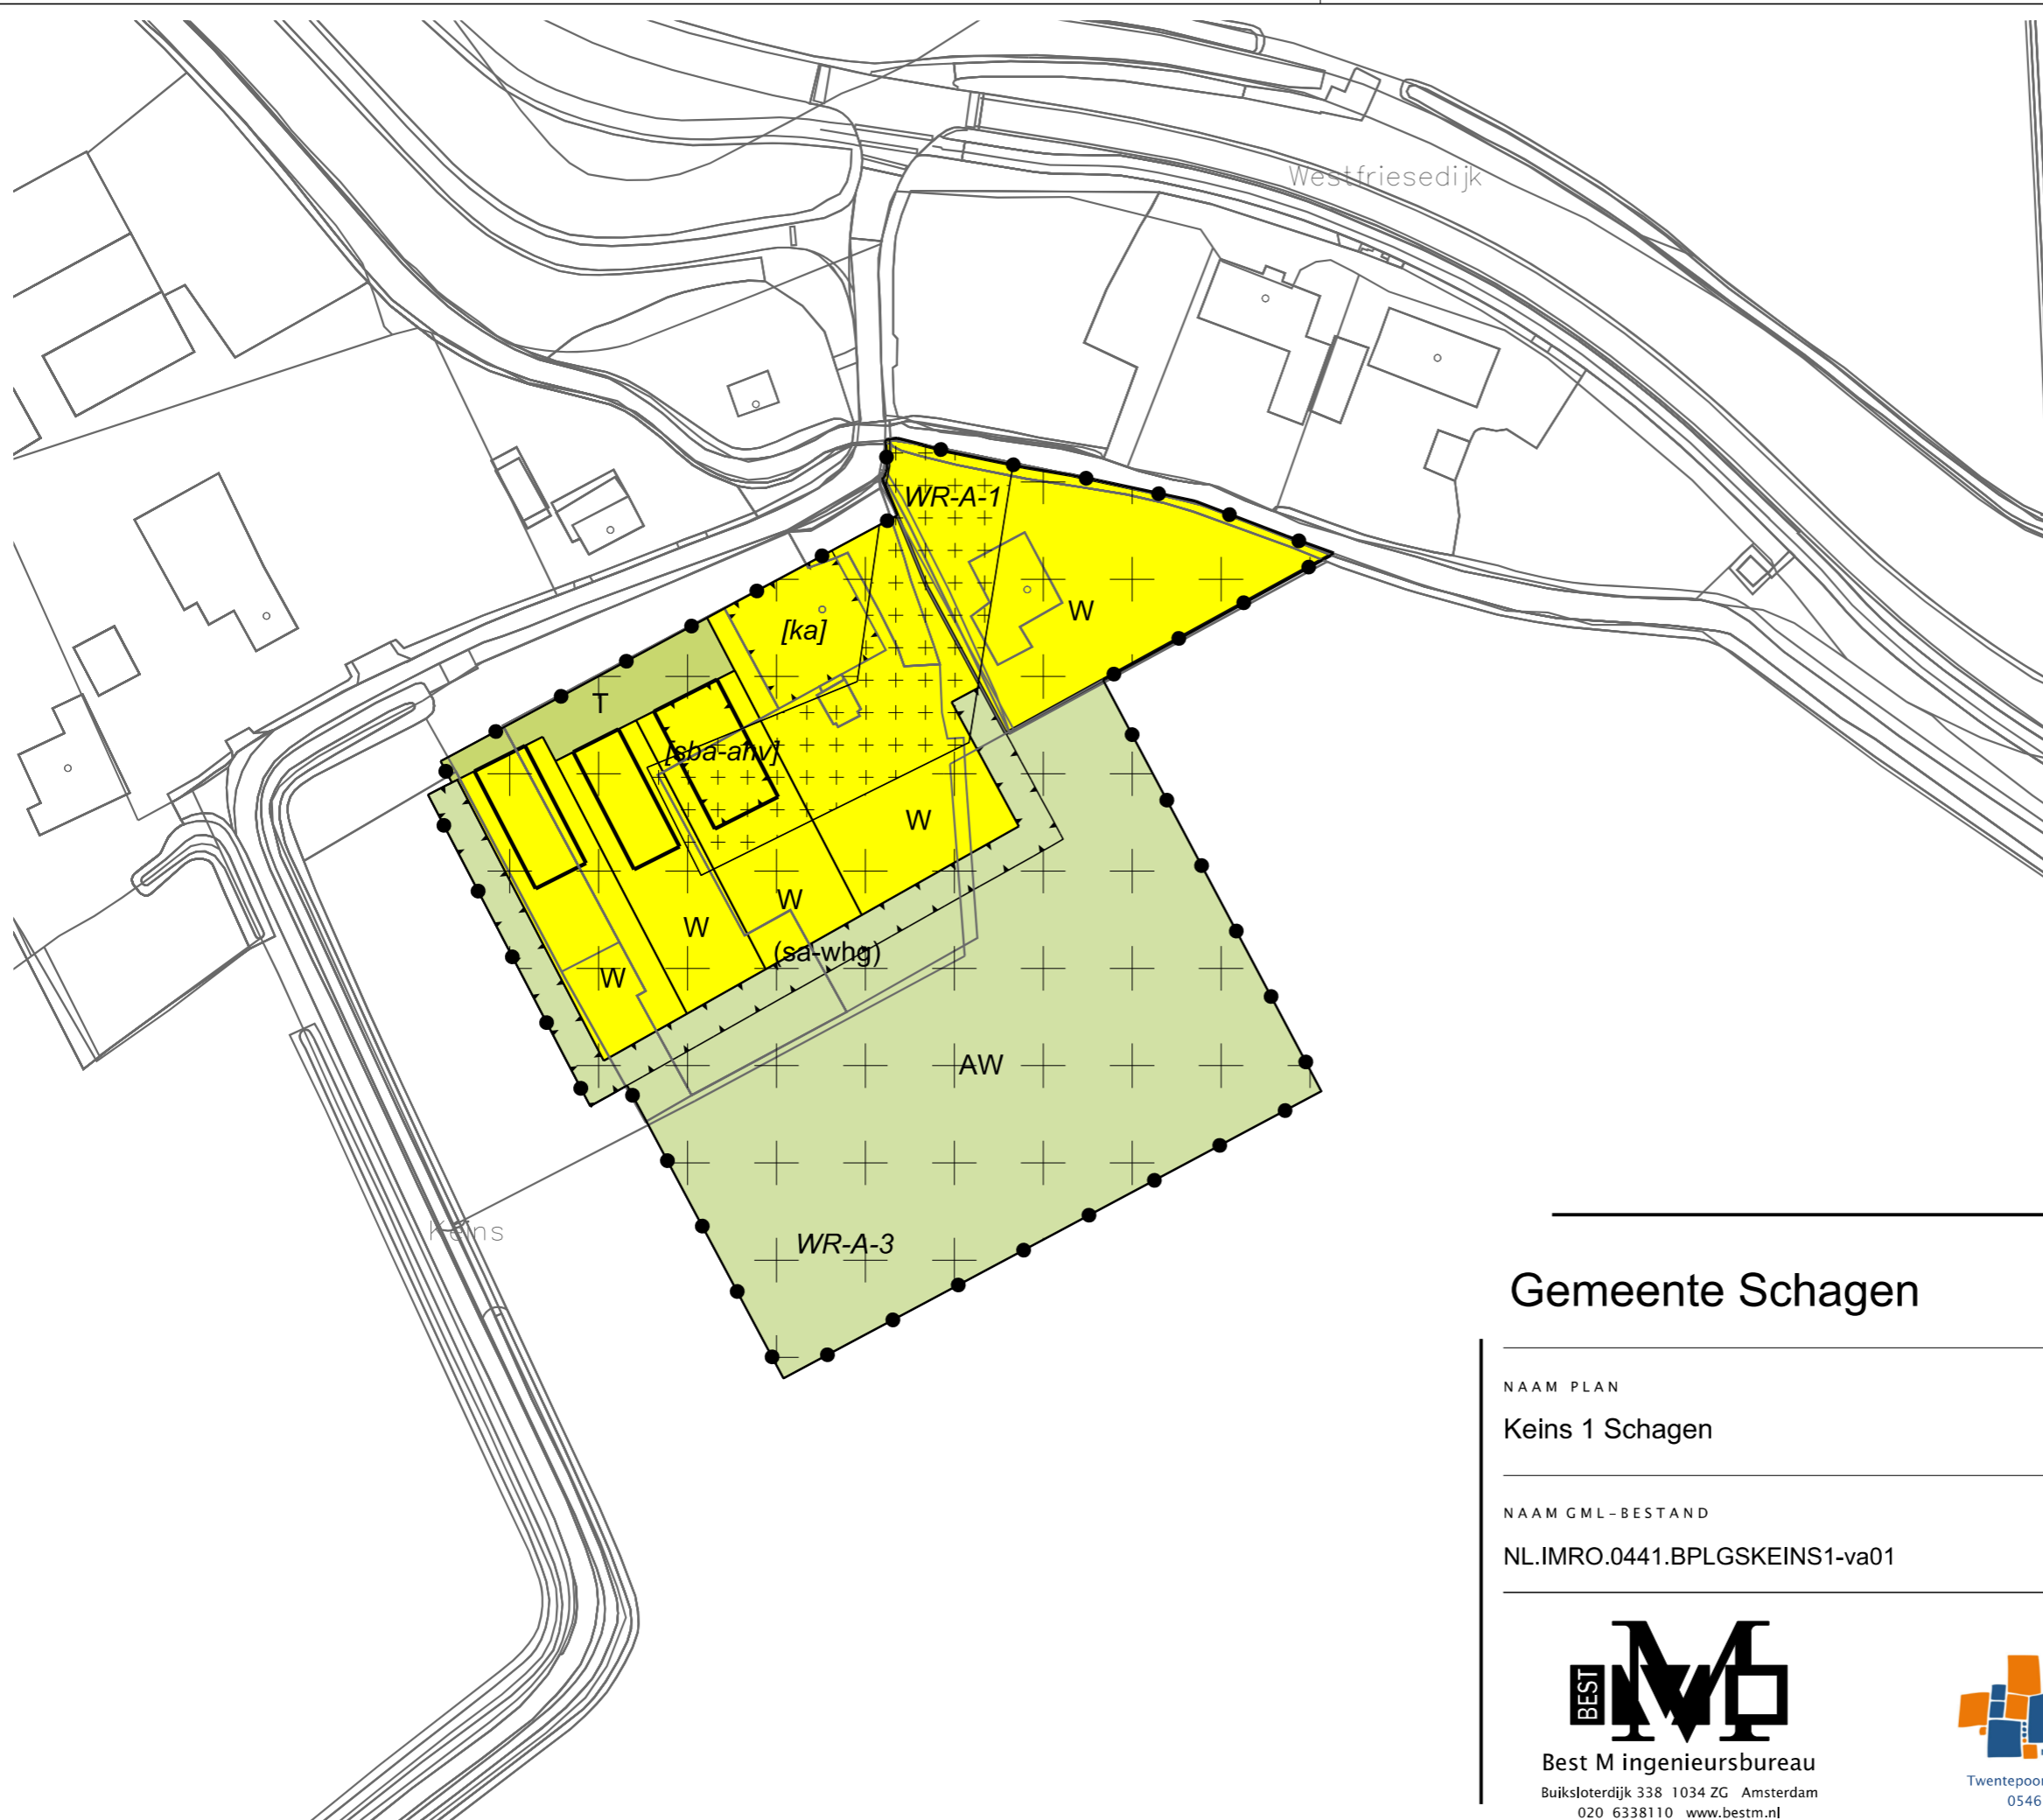 Westfriesedijk
WR-A-1
W
[ka]
T
[sba-ahv]
W
W
W
(sa-whg)
W
AW
WR-A-3
Keins
Gemeente Schagen
NAAM PLAN
Keins 1 Schagen
NAAM GML-BESTAND
NL.IMRO.0441.BPLGSKEINS1-va01
BEST
M
Best M ingenieursbureau
Buiksloterdijk 338 1034 ZG Amsterdam
020 6338110 www.bestm.nl
Twentepoor
0546